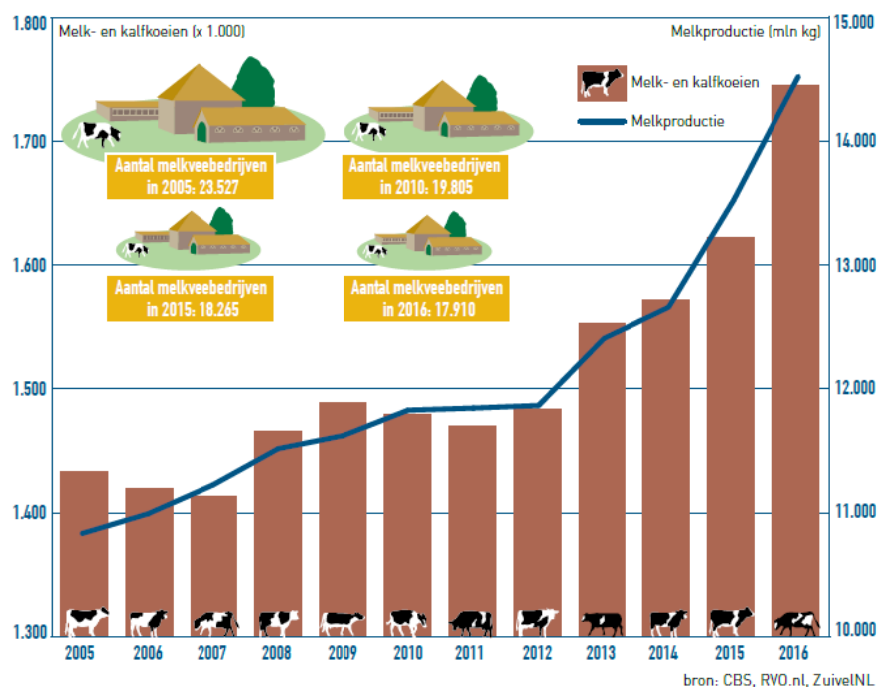 1.800
15.000
Melk- en kalfkoeien (x 1.000)
Melkproductie (mln kg)
Melk- en kalfkoeien
Melkproductie
1.700
14.000
Aantal melkveebedrijven
in 2005: 23.527
Aantal melkveebedrijven
in 2010: 19.805
1.600
13.000
Aantal melkveebedrijven
in 2015: 18.265
Aantal melkveebedrijven
in 2016: 17.910
1.500
12.000
1.400
11.000
1.300
10.000
2005 2006 2007 2008 2009 2010 2011 2012 2013 2014 2015 2016
bron: CBS, RVO.nl, ZuivelNL